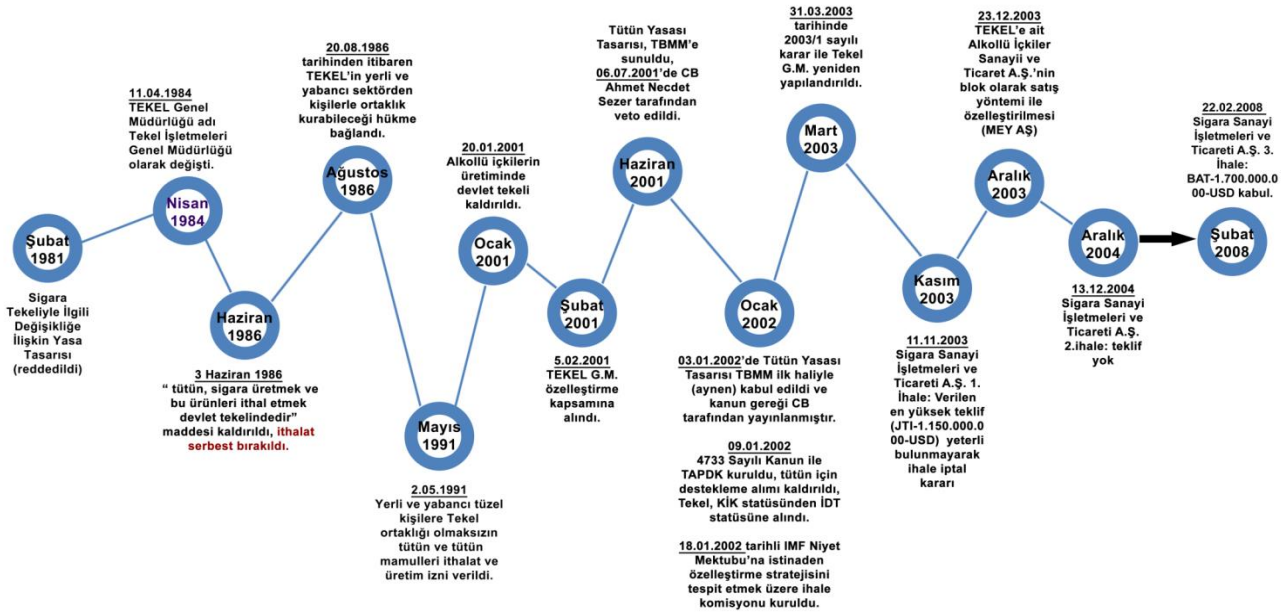 Şubat
1981
Sigara
Tekeliyle İlgili
Değişikliğe
İlişkin Yasa
Tasarısı
(reddedildi)
11.04.1984
TEKEL Genel
Müdürlüğü adı
Tekel İşletmeleri
Genel Müdürlüğü
olarak değişti.
Nisan
1984
Haziran
1986
3 Haziran 1986
“ tütün, sigara üretmek ve
bu ürünleri ithal etmek
devlet tekelindedir”
maddesi kaldırıldı, ithalat
serbest bırakıldı.
20.08.1986
tarihinden itibaren
TEKEL’in yerli ve
yabancı sektörden
kişilerle ortaklık
kurabileceği hükme
bağlandı.
Ağustos
1986
Mayıs
1991
2.05.1991
Yerli ve yabancı tüzel
kişilere Tekel
ortaklığı olmaksızın
tütün ve tütün
mamulleri ithalat ve
üretim izni verildi.
20.01.2001
Alkollü içkilerin
üretiminde
devlet tekeli
kaldırıldı.
Ocak
2001
Şubat
2001
5.02.2001
TEKEL G.M.
özelleştirme
kapsamına
alındı.
Tütün Yasası
Tasarısı, TBMM’e
sunuldu,
06.07.2001’de CB
Ahmet Necdet
Sezer tarafından
veto edildi.
Haziran
2001
Ocak
2002
03.01.2002’de Tütün Yasası
Tasarısı TBMM ilk haliyle
(aynen) kabul edildi ve
kanun gereği CB
tarafından yayınlanmıştır.
09.01.2002
4733 Sayılı Kanun ile
TAPDK kuruldu, tütün için
destekleme alımı kaldırıldı,
Tekel, KİK statüsünden İDT
statüsüne alındı.
18.01.2002 tarihli IMF Niyet
Mektubu’na istinaden
özelleştirme stratejisini
tespit etmek üzere ihale
komisyonu kuruldu.
31.03.2003
tarihinde
2003/1 sayılı
karar ile Tekel
G.M. yeniden
yapılandırıldı.
Mart
2003
Kasım
2003
11.11.2003
Sigara Sanayi
İşletmeleri ve
Ticareti A.Ş. 1.
İhale: Verilen
en yüksek teklif
(JTI-1.150.000.0
00-USD) yeterli
bulunmayarak
ihale iptal
kararı
23.12.2003
TEKEL’e ait
Alkollü İçkiler
Sanayii ve
Ticaret A.Ş.’nin
blok olarak satış
yöntemi ile
özelleştirilmesi
(MEY AŞ)
Aralık
2003
Aralık
2004
13.12.2004
Sigara Sanayi
İşletmeleri ve
Ticareti A.Ş.
2.ihale: teklif
yok
22.02.2008
Sigara Sanayi
İşletmeleri ve
Ticareti A.Ş. 3.
İhale:
BAT-1.700.000.0
00-USD kabul.
Şubat
2008